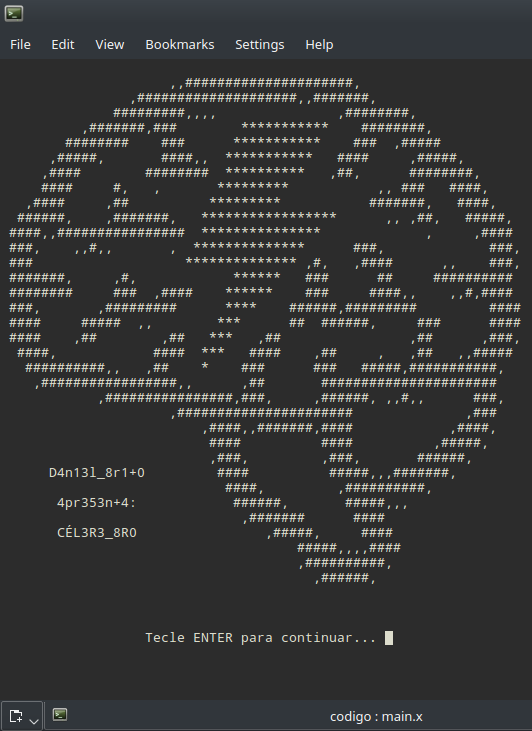 File Edit View Bookmarks Settings Help
D4n13l_8r1+0
4pr353n+4:
CÉL3R3_8R0
Tecle ENTER para continuar...
codigo : main.x